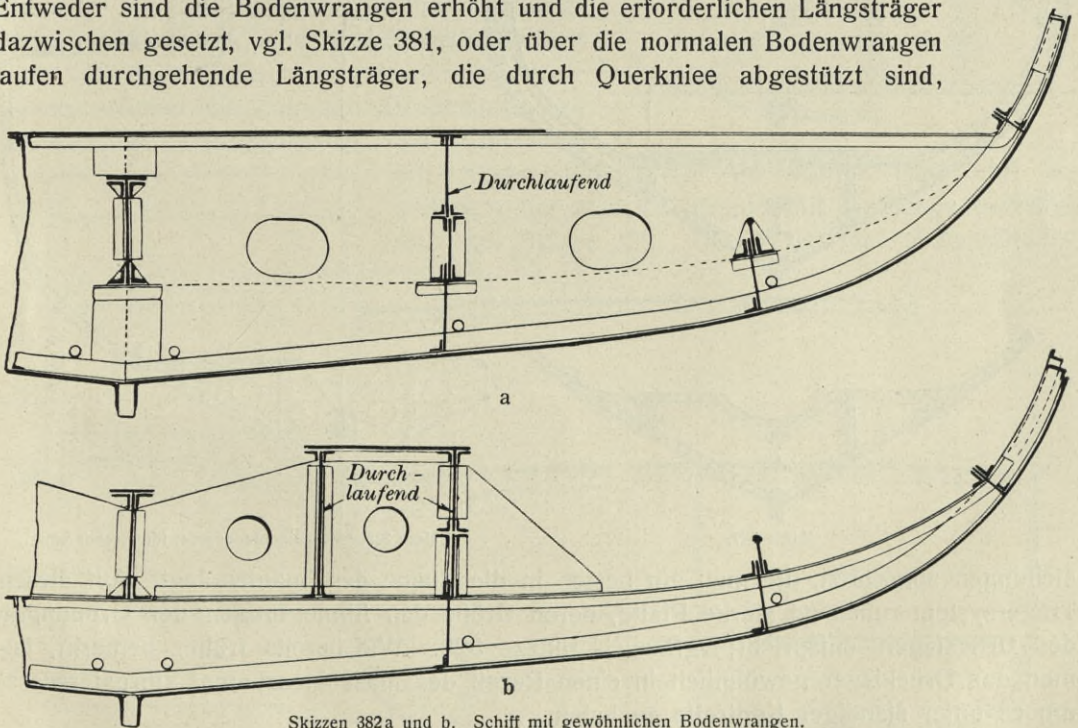 Entweder sind die Bodenwrangen erhöht und die erforderlichen Längsträger
dazwischen gesetzt, vgl. Skizze 381, oder über die normalen Bodenwrangen
laufen durchgehende Längsträger, die durch Querkniee abgestützt sind,
Durchlaufend
a
Durch-
laufend
b
Skizzen 382a und b. Schiff mit gewöhnlichen Bodenwrangen.